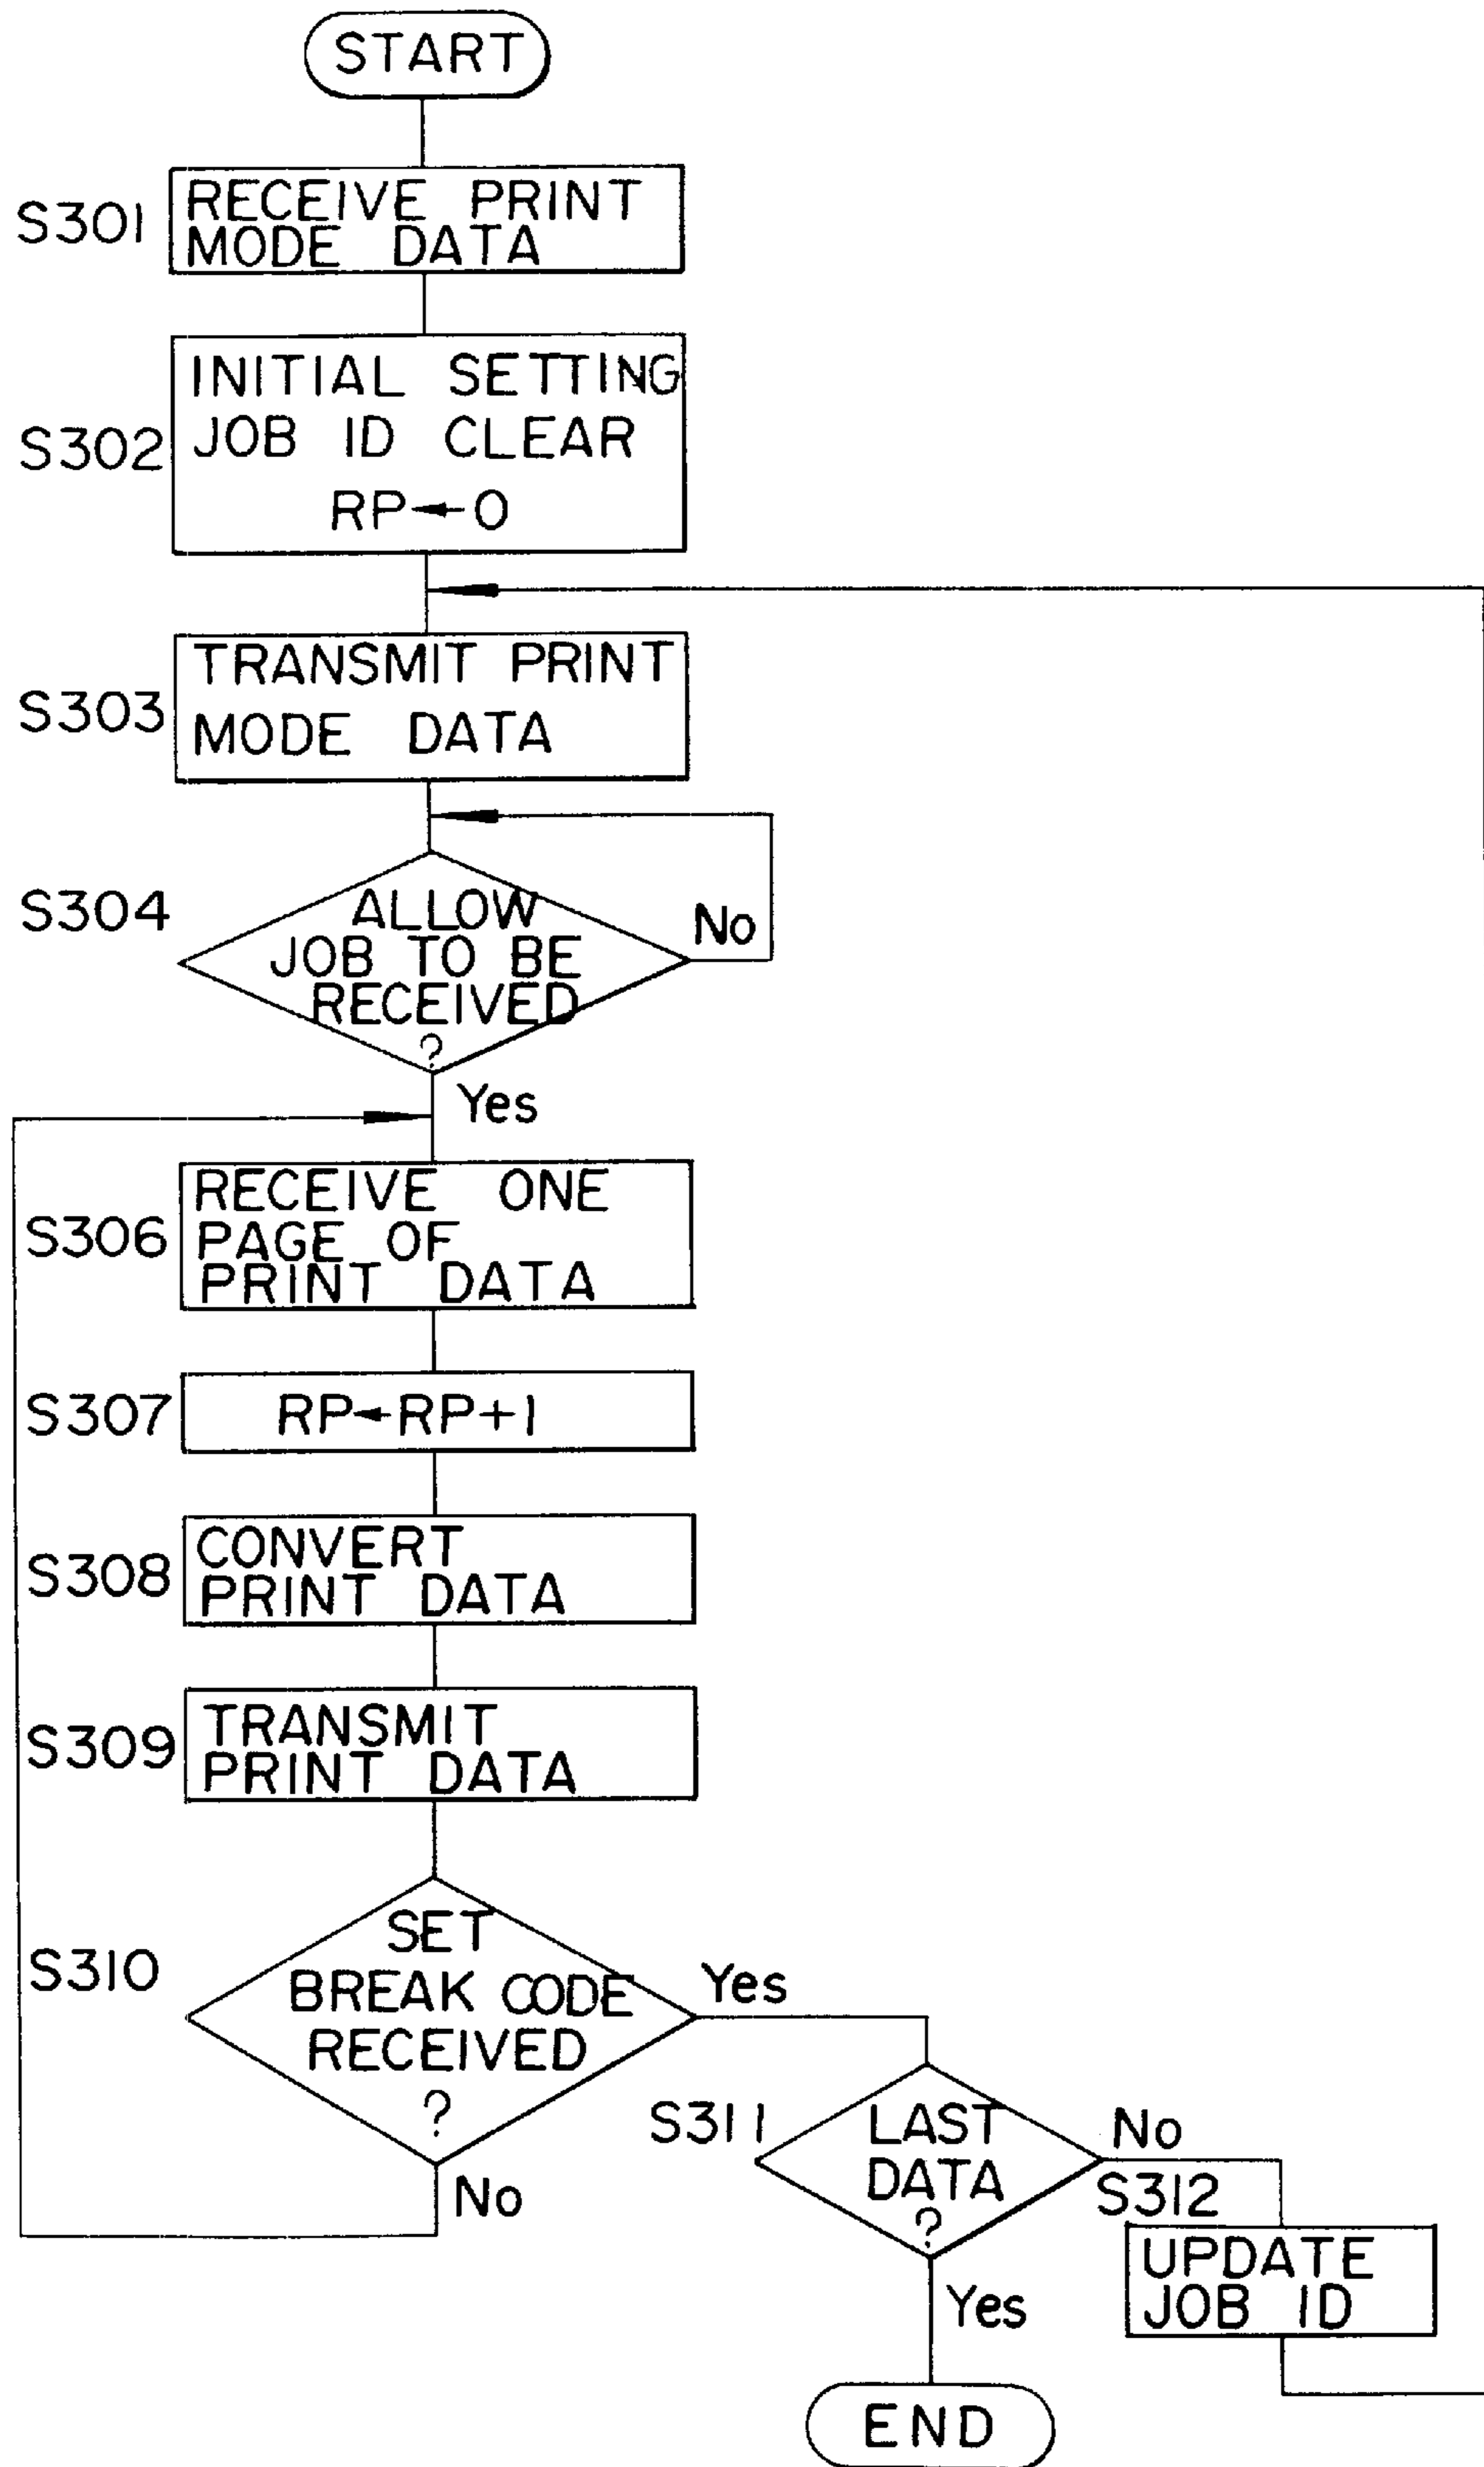 START
S301
RECEIVE PRINT
MODE DATA
S302
INITIAL SETTING
JOB ID CLEAR
RP←0
S303
TRANSMIT PRINT
MODE DATA
S304
ALLOW
JOB TO BE
RECEIVED
?
No
Yes
S306
RECEIVE ONE
PAGE OF
PRINT DATA
S307
RP←RP+1
S308
CONVERT
PRINT DATA
S309
TRANSMIT
PRINT DATA
S310
SET
BREAK CODE
RECEIVED
?
Yes
No
S311
LAST
DATA
?
No
Yes
S312
UPDATE
JOB ID
END